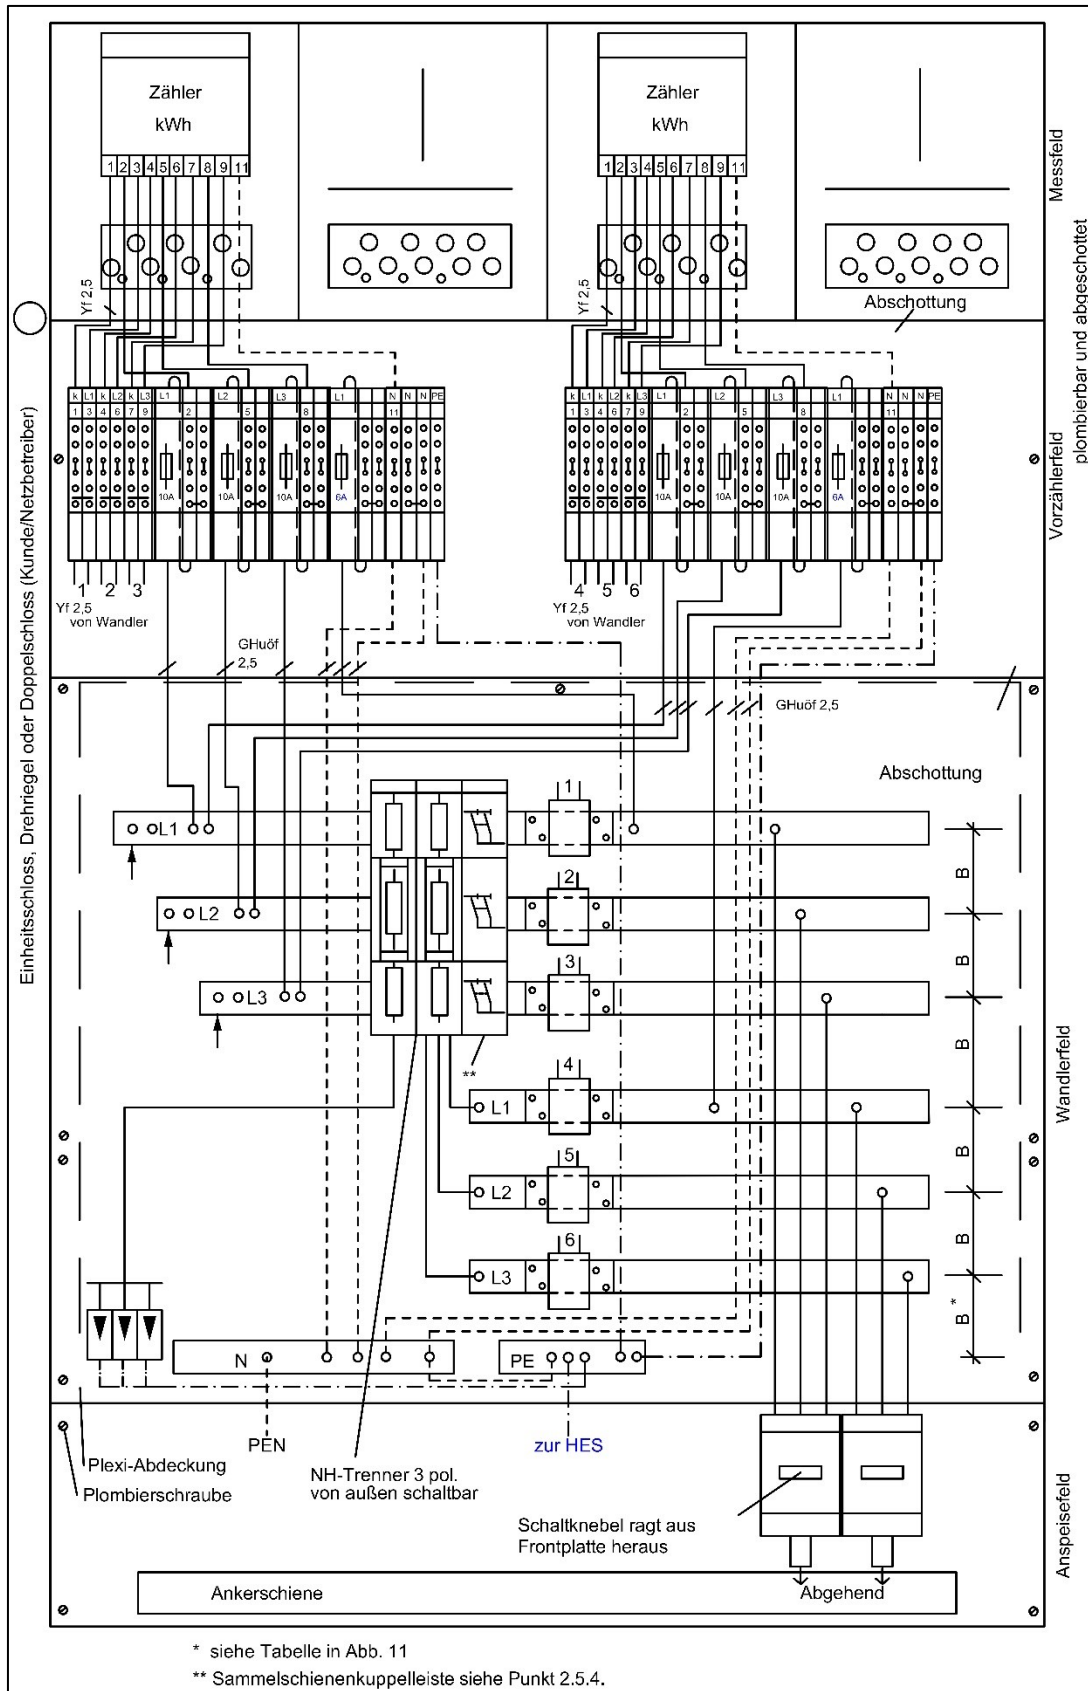 Zähler
kWh
1 2 3 4 5 6 7 8 9 11
Zähler
kWh
1 2 3 4 5 6 7 8 9 11
Messfeld
Yf 2,5
Yf 2,5
Abschottung
plombierbar und abgeschottet
Einheitsschloss, Drehriegel oder Doppelschloss (Kunde/Netzbetreiber)
k L1 k L2 k L3 L1 L2 L3 L1 N N N PE
1 3 4 6 7 9 2 5 8 11
10A 10A 10A 6A
k L1 k L2 k L3 L1 L2 L3 L1 N N N PE
1 3 4 6 7 9 2 5 8 11
10A 10A 10A 6A
Vorzählerfeld
1 2 3
Yf 2,5
von Wandler
4 5 6
Yf 2,5
von Wandler
GHuöf
2,5
GHuöf 2,5
Abschottung
1
L1
B
2
L2
B
3
L3
B
**
4
L1
B
5
L2
B
6
L3
B *
Wandlerfeld
N
PE
PEN
zur HES
Plexi-Abdeckung
Plombierschraube
NH-Trenner 3 pol.
von außen schaltbar
Schaltknebel ragt aus
Frontplatte heraus
Anspeisefeld
Ankerschiene
Abgehend
* siehe Tabelle in Abb. 11
** Sammelschienenkuppelleiste siehe Punkt 2.5.4.